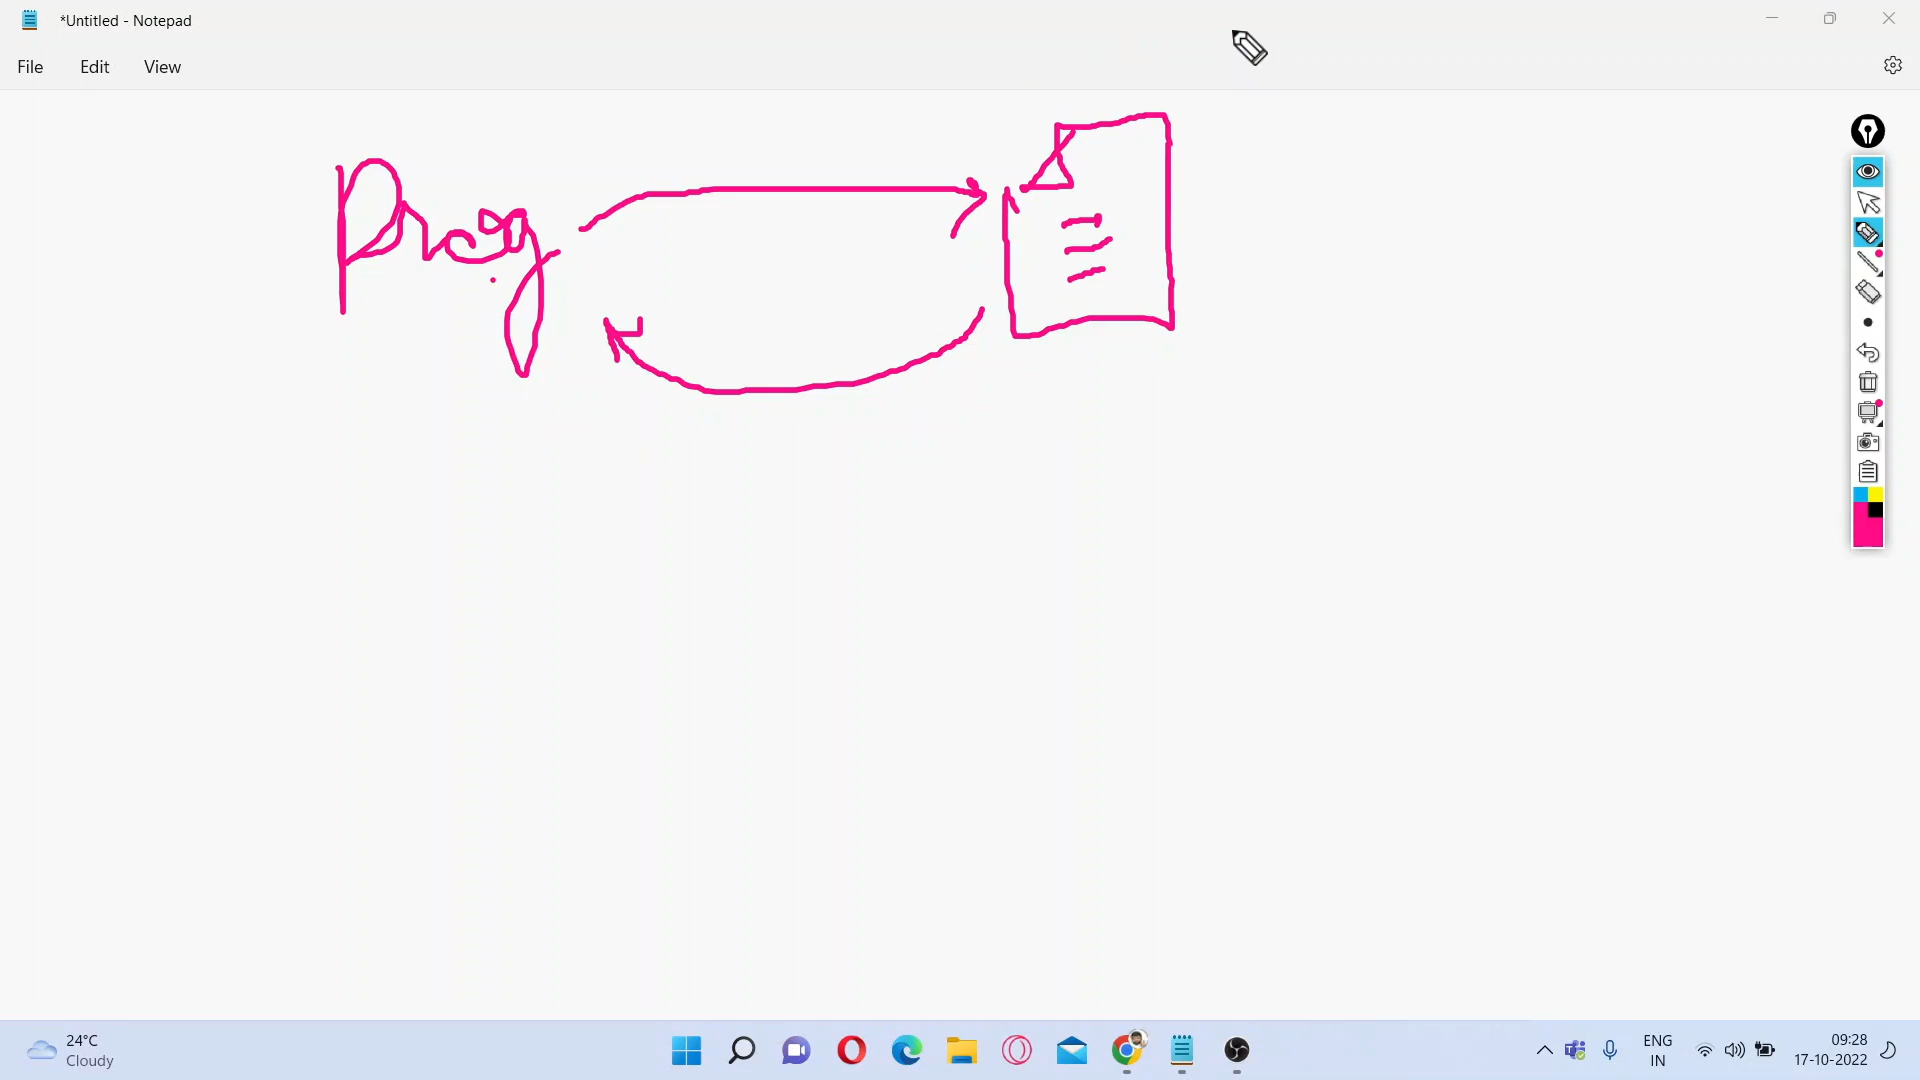 *Untitled - Notepad
File Edit View
Prog
24°C
Cloudy
ENG
IN
09:28
17-10-2022